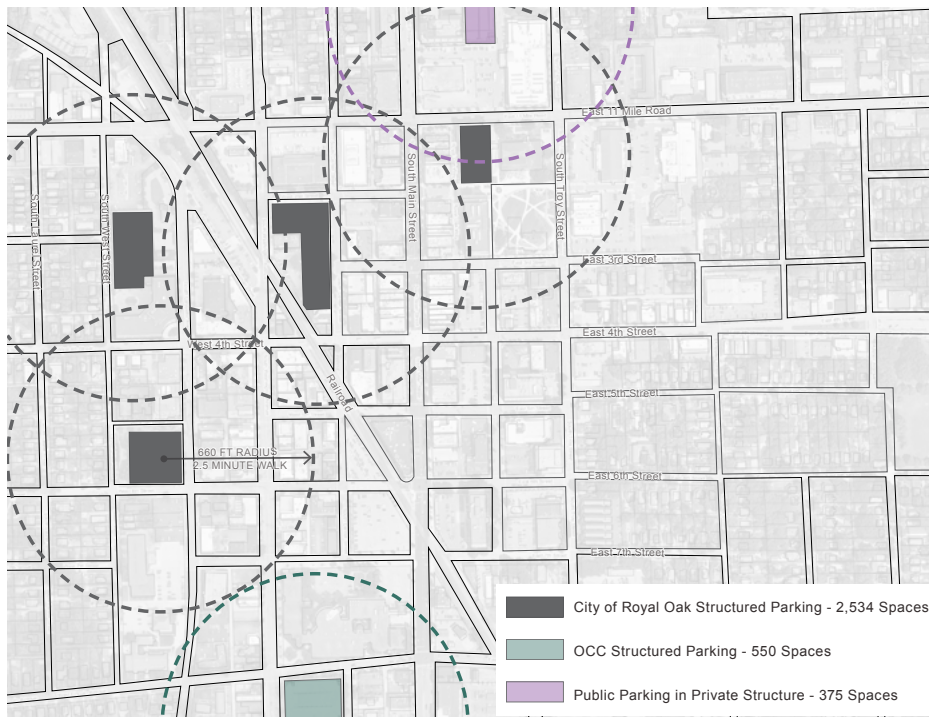 East 11 Mile Road
South Main Street
South Troy Street
South Laurel Street
South West Street
East 3rd Street
East 4th Street
West 4th Street
Railroad
East 5th Street
660 FT RADIUS
2.5 MINUTE WALK
East 6th Street
East 7th Street
City of Royal Oak Structured Parking - 2,534 Spaces
OCC Structured Parking - 550 Spaces
Public Parking in Private Structure - 375 Spaces